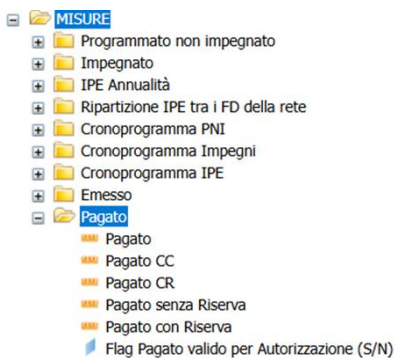 MISURE
Programmato non impegnato
Impegnato
IPE Annualità
Ripartizione IPE tra i FD della rete
Cronoprogramma PNI
Cronoprogramma Impegni
Cronoprogramma IPE
Emesso
Pagato
Pagato
Pagato CC
Pagato CR
Pagato senza Riserva
Pagato con Riserva
Flag Pagato valido per Autorizzazione (S/N)